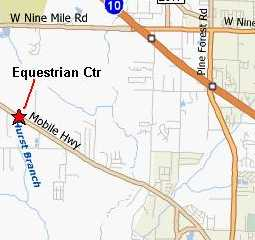 10
W Nine Mile Rd
W Nine
Pine Forest Rd
Equestrian Ctr
Mobile Hwy
Hurst Branch